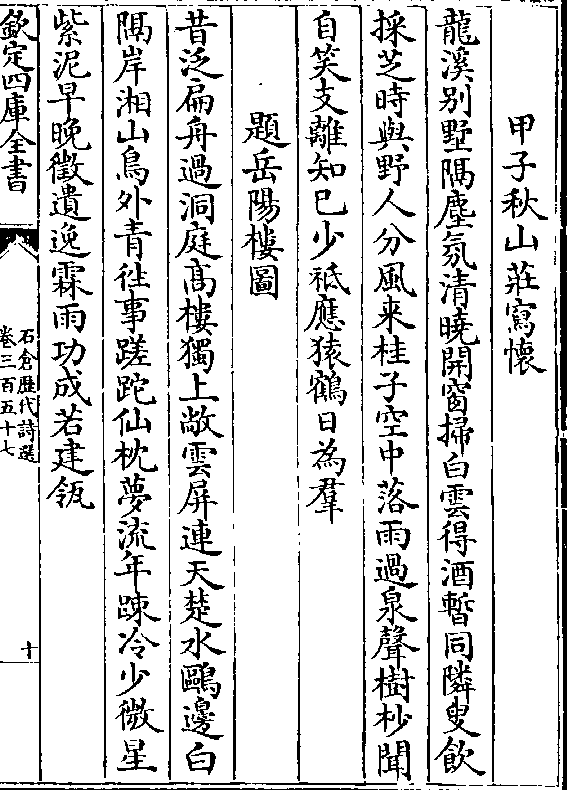 甲子秋山莊寫懷
龍溪别墅隔塵氛清曉開窗掃白雲得酒暫同隣叟飲
採芝時與野人分風来桂子空中落雨過泉聲樹杪聞
自笑支離知已少祗應猿鶴日為羣
題岳陽樓圖
昔泛扁舟過洞庭髙樓獨上敞雲屏連天楚水鷗邊白
隔岸湘山鳥外青徃事蹉跎仙枕夢流年踈冷少微星
紫泥早晚徵遺逸霖雨功成若建瓴
欽定四庫全書
石倉歴代詩選
卷三百五十七
十